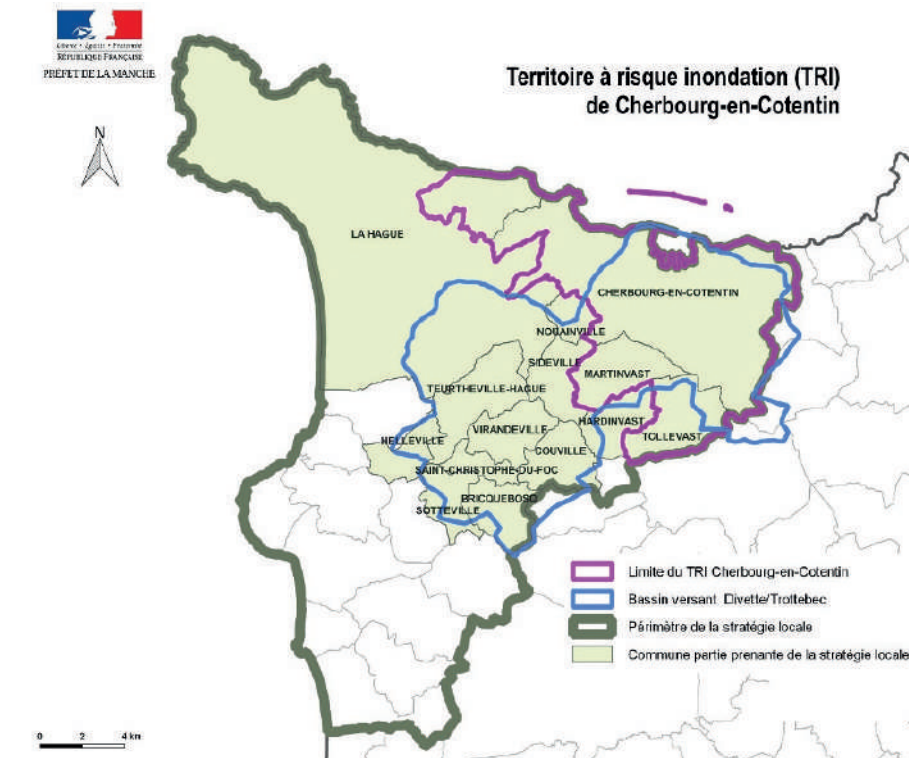 Liberté • Égalité • Fraternité
RÉPUBLIQUE FRANÇAISE
PRÉFET DE LA MANCHE
Territoire à risque inondation (TRI)
de Cherbourg-en-Cotentin
N
LA HAGUE
CHERBOURG-EN-COTENTIN
NOUAINVILLE
SIDEVILLE
MARTINVAST
TEURTHEVILLE-HAGUE
HARDINVAST
VIRANDEVILLE
TOLLEVAST
HELLEVILLE
COUVILLE
SAINT-CHRISTOPHE-DU-FOC
BRICQUEBOSQ
SOTTEVILLE
Limite du TRI Cherbourg-en-Cotentin
Bassin versant Divette/Trottebec
Périmètre de la stratégie locale
Commune partie prenante de la stratégie locale
0 2 4 km